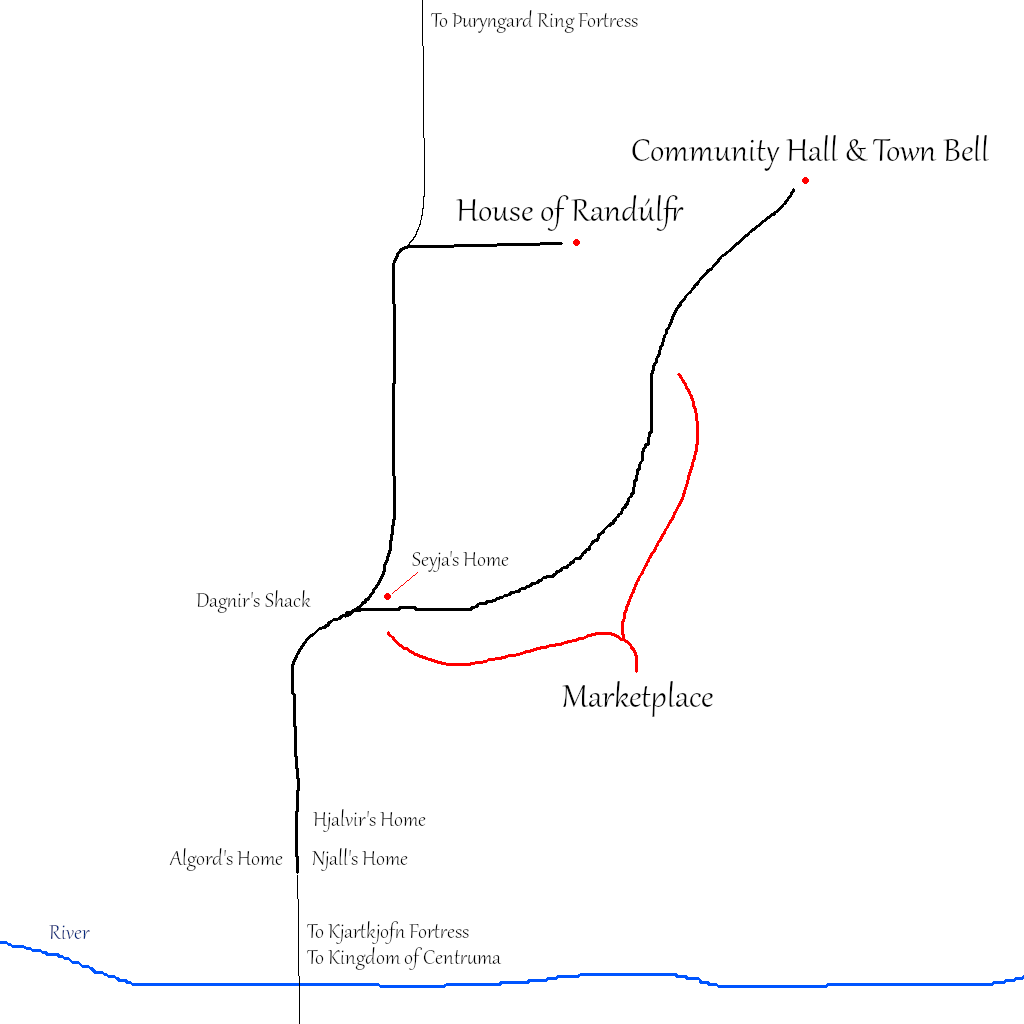 To Þuryngard Ring Fortress
Community Hall & Town Bell
House of Randúlfr
Seyja's Home
Dagnir's Shack
Marketplace
Hjalvir's Home
Algord's Home
Njall's Home
River
To Kjartkjofn Fortress
To Kingdom of Centruma